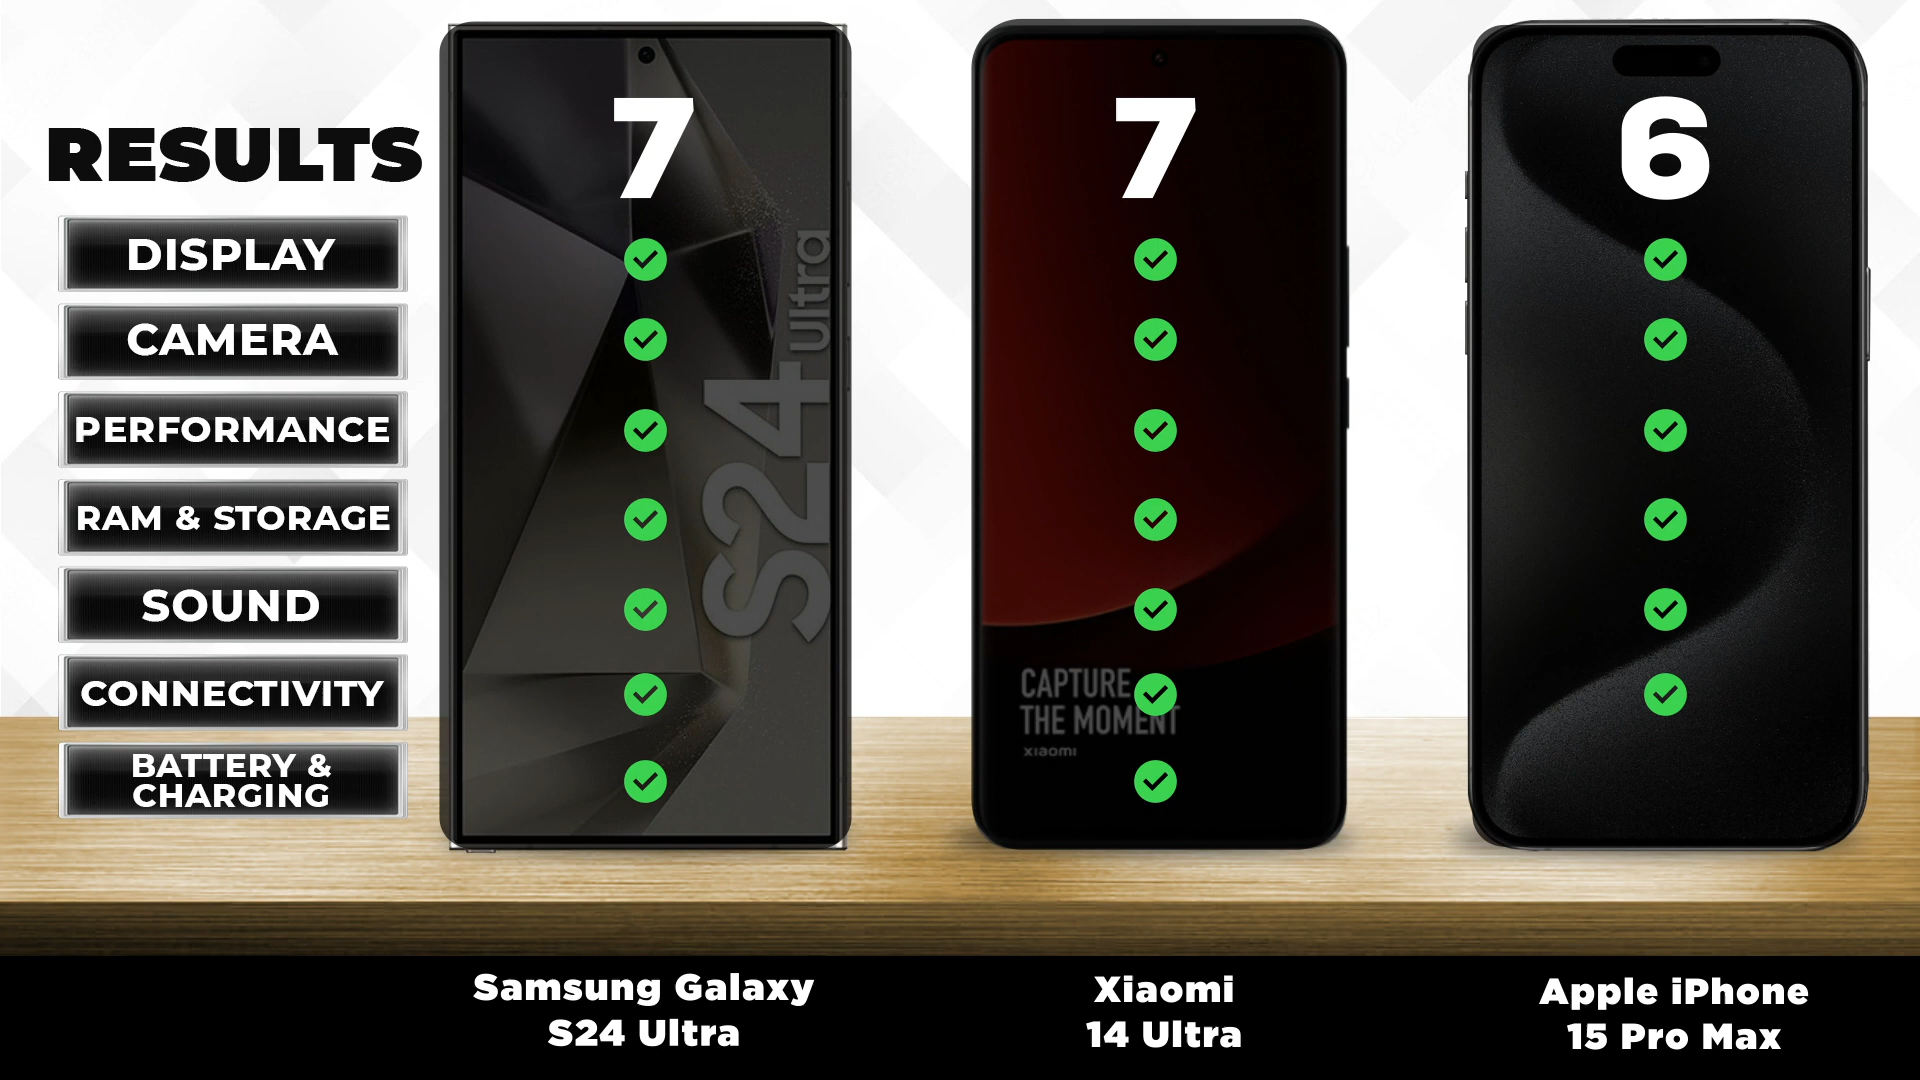 RESULTS
7
7
6
DISPLAY
CAMERA
PERFORMANCE
RAM & STORAGE
SOUND
CONNECTIVITY
BATTERY &
CHARGING
S24 Ultra
CAPTURE
THE MOMENT
xiaomi
Samsung Galaxy
S24 Ultra
Xiaomi
14 Ultra
Apple iPhone
15 Pro Max